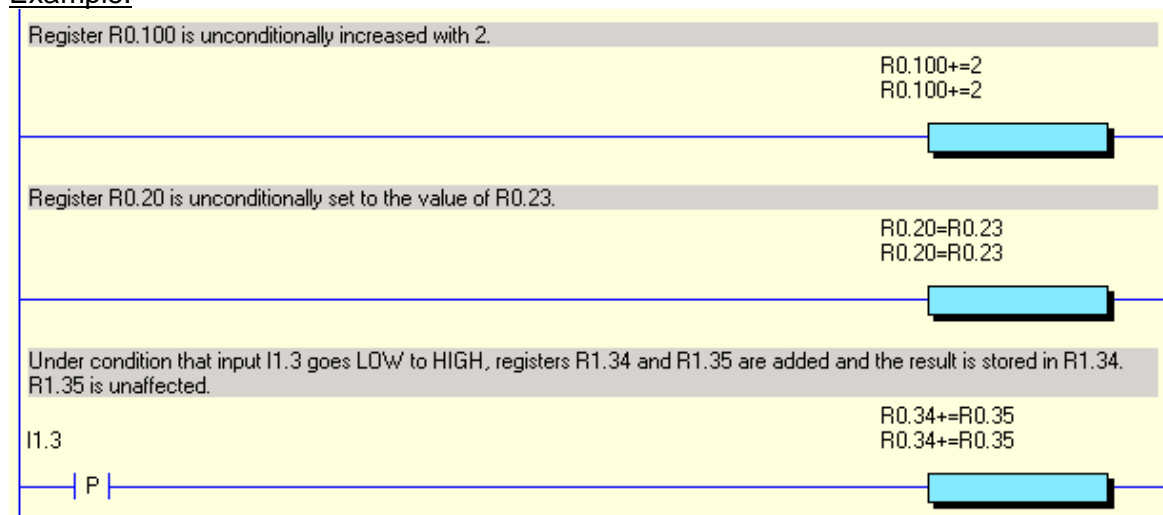 Example:
Register R0.100 is unconditionally increased with 2.
R0.100+=2
R0.100+=2
Register R0.20 is unconditionally set to the value of R0.23.
R0.20=R0.23
R0.20=R0.23
Under condition that input I1.3 goes LOW to HIGH, registers R1.34 and R1.35 are added and the result is stored in R1.34.
R1.35 is unaffected.
R0.34+=R0.35
I1.3
R0.34+=R0.35
P